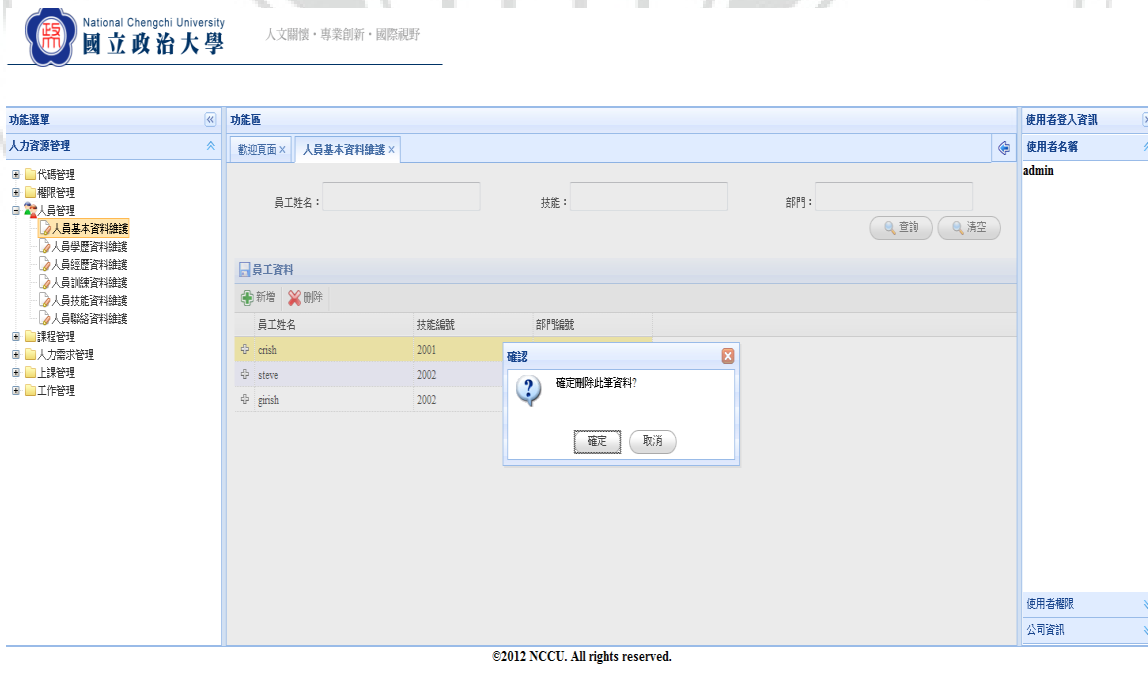 National Chengchi University
國立政治大學
人文關懷・專業創新・國際視野
功能選單
人力資源管理
代碼管理
權限管理
人員管理
人員基本資料維護
人員學歷資料維護
人員經歷資料維護
人員訓練資料維護
人員技能資料維護
人員聯絡資料維護
課程管理
人力需求管理
上課管理
工作管理
功能區
歡迎頁面 ×
人員基本資料維護 ×
員工姓名：
技能：
部門：
查詢
清空
員工資料
新增
刪除
員工姓名 技能編號 部門編號
crish 2001
steve 2002
girish 2002
確認
確定刪除此筆資料?
確定
取消
使用者登入資訊
使用者名稱
admin
使用者權限
公司資訊
©2012 NCCU. All rights reserved.